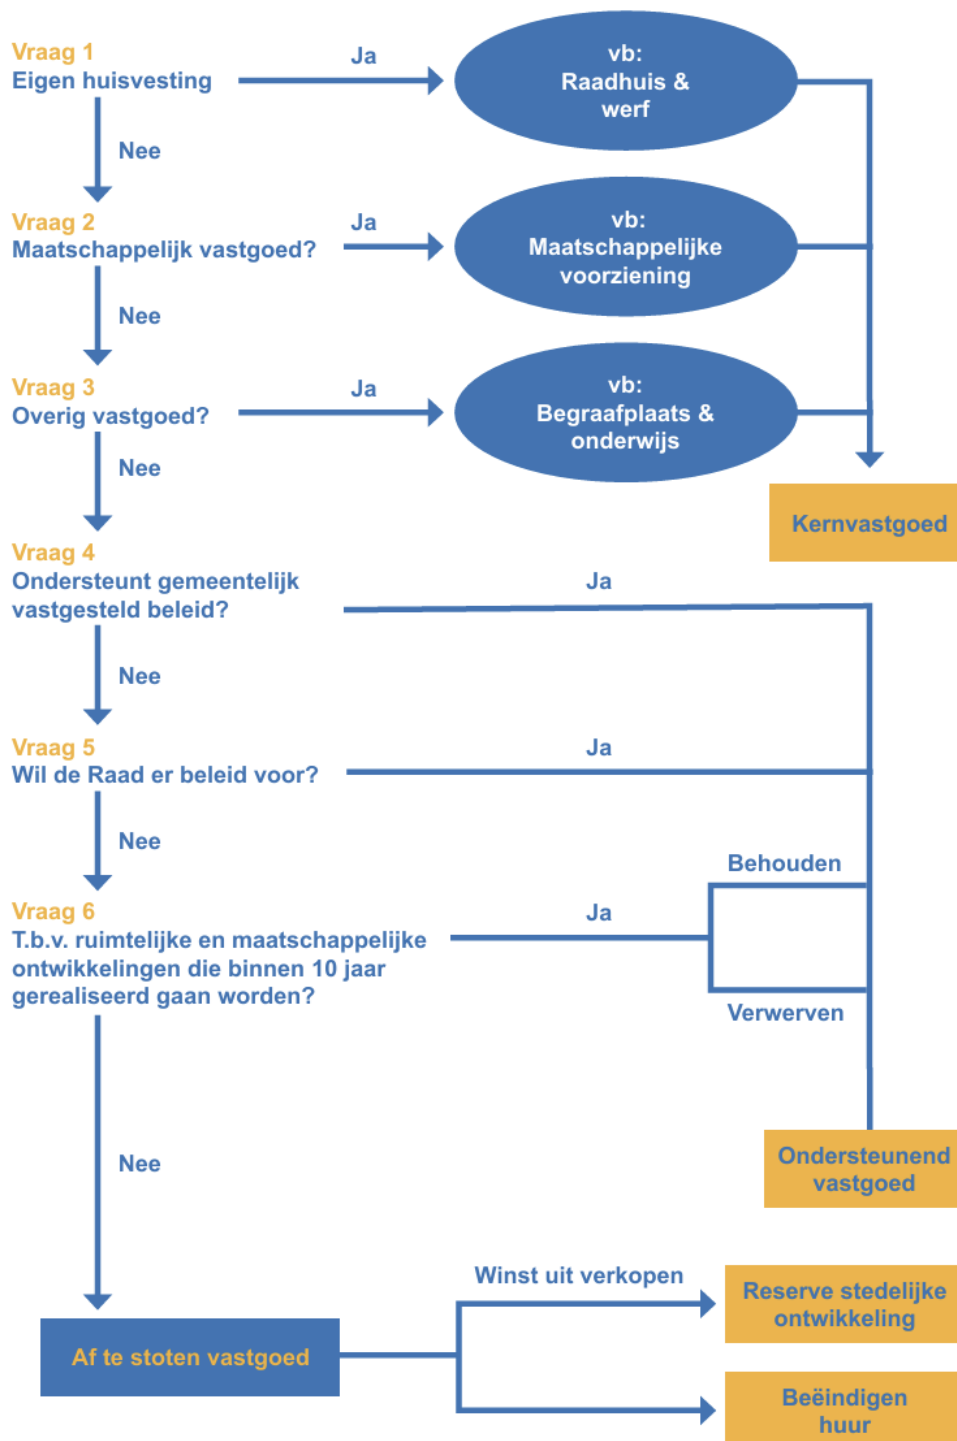 Vraag 1
Eigen huisvesting
Ja
vb:
Raadhuis &
werf
Nee
Vraag 2
Maatschappelijk vastgoed?
Ja
vb:
Maatschappelijke
voorziening
Nee
Vraag 3
Overig vastgoed?
Ja
vb:
Begraafplaats &
onderwijs
Nee
Kernvastgoed
Vraag 4
Ondersteunt gemeentelijk
vastgesteld beleid?
Ja
Nee
Vraag 5
Wil de Raad er beleid voor?
Ja
Nee
Vraag 6
T.b.v. ruimtelijke en maatschappelijke
ontwikkelingen die binnen 10 jaar
gerealiseerd gaan worden?
Ja
Behouden
Verwerven
Nee
Ondersteunend
vastgoed
Af te stoten vastgoed
Winst uit verkopen
Reserve stedelijke
ontwikkeling
Beëindigen
huur